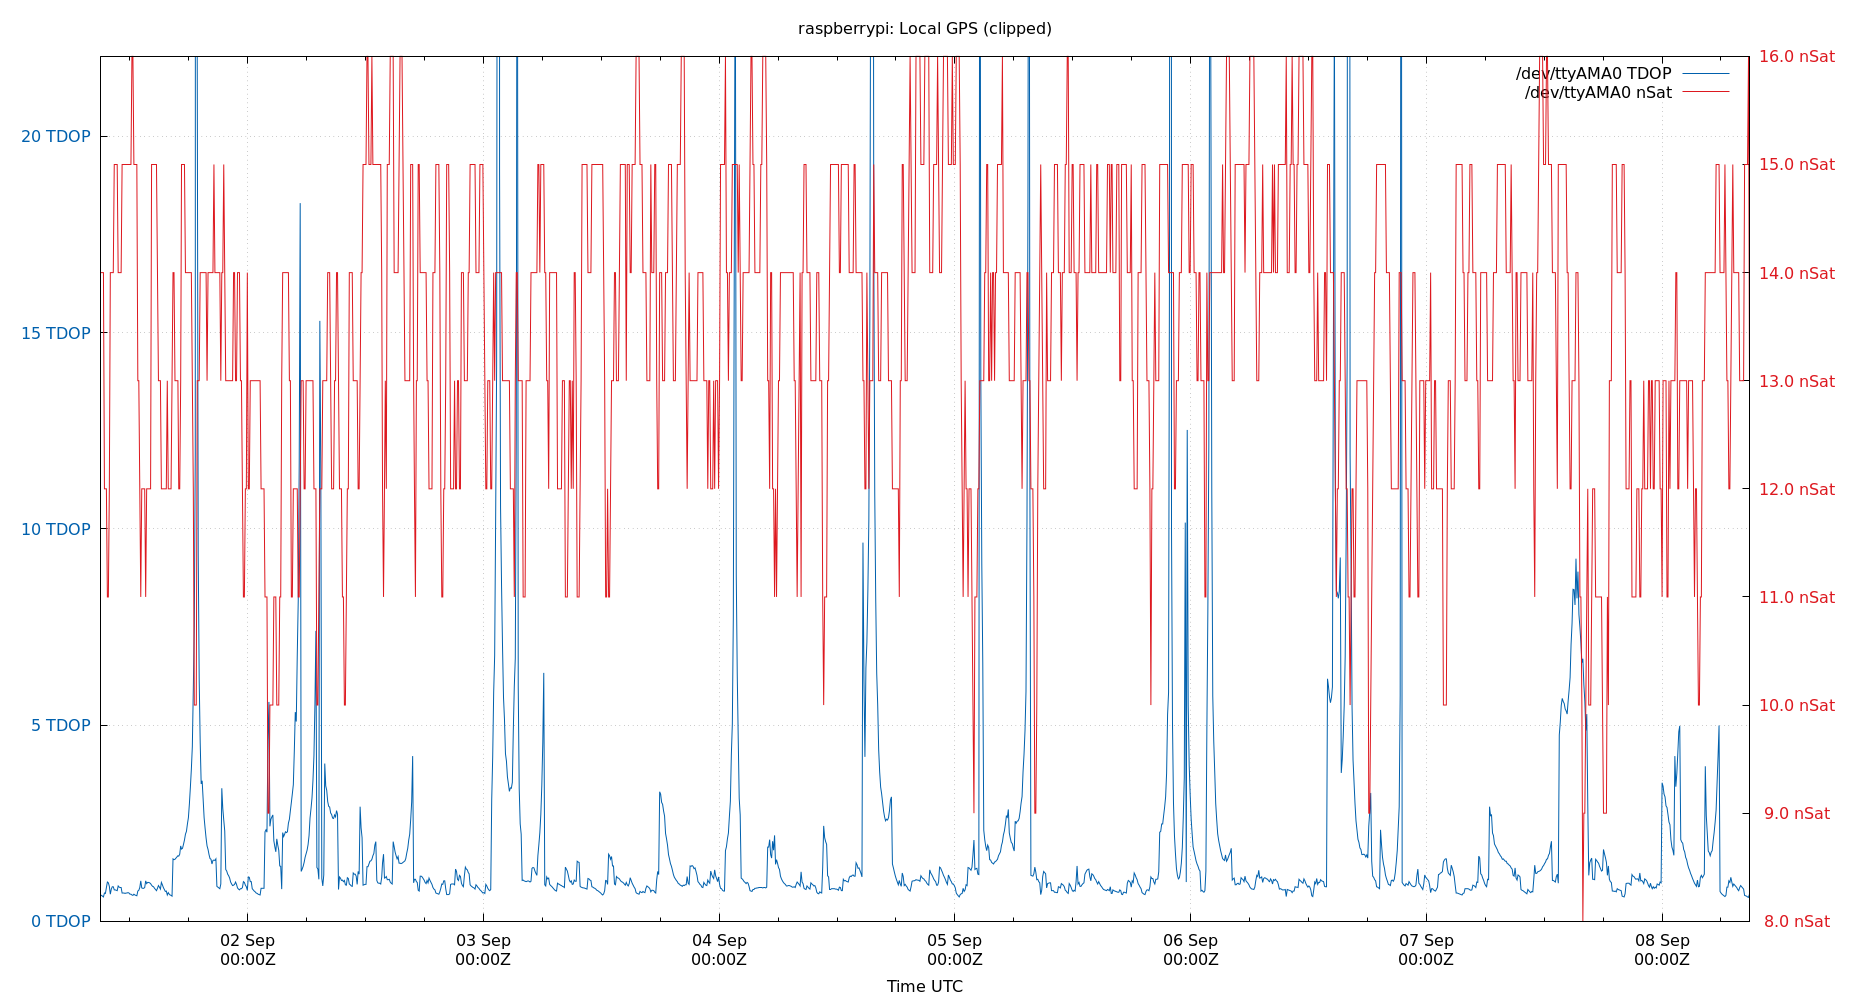 raspberrypi: Local GPS (clipped)
16.0 nSat
/dev/ttyAMA0 TDOP
/dev/ttyAMA0 nSat
20 TDOP
15.0 nSat
14.0 nSat
15 TDOP
13.0 nSat
12.0 nSat
10 TDOP
11.0 nSat
10.0 nSat
5 TDOP
9.0 nSat
0 TDOP
8.0 nSat
02 Sep
00:00Z
03 Sep
00:00Z
04 Sep
00:00Z
05 Sep
00:00Z
06 Sep
00:00Z
07 Sep
00:00Z
08 Sep
00:00Z
Time UTC